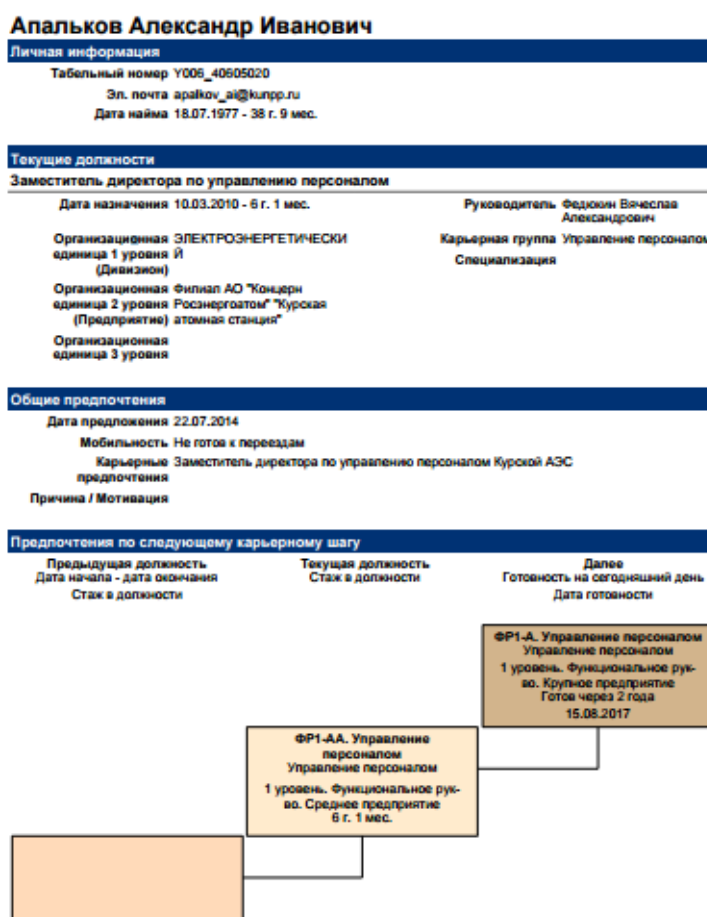 Апальков Александр Иванович
Личная информация
Табельный номер Y006_40605020
Эл. почта apalkov_ai@kunpp.ru
Дата найма 18.07.1977 - 38 г. 9 мес.
Текущие должности
Заместитель директора по управлению персоналом
Дата назначения 10.03.2010 - 6 г. 1 мес.
Организационная единица 1 уровня (Дивизион) ЭЛЕКТРОЭНЕРГЕТИЧЕСКИ
Й
Организационная единица 2 уровня (Предприятие) Филиал АО "Концерн
Росэнергоатом" "Курская
атомная станция"
Организационная
единица 3 уровня
Руководитель Федюкин Вячеслав
Александрович
Карьерная группа Управление персоналом
Специализация
Общие предпочтения
Дата предложения 22.07.2014
Мобильность Не готов к переездам
Карьерные предпочтения Заместитель директора по управлению персоналом Курской АЭС
Причина / Мотивация
Предпочтения по следующему карьерному шагу
Предыдущая должность
Дата начала - дата окончания
Стаж в должности
Текущая должность
Стаж в должности
Далее
Готовность на сегодняшний день
Дата готовности
ФР1-А. Управление персоналом
Управление персоналом
1 уровень. Функциональное рук-
во. Крупное предприятие
Готов через 2 года
15.08.2017
ФР1-АА. Управление
персоналом
Управление персоналом
1 уровень. Функциональное рук-
во. Среднее предприятие
6 г. 1 мес.